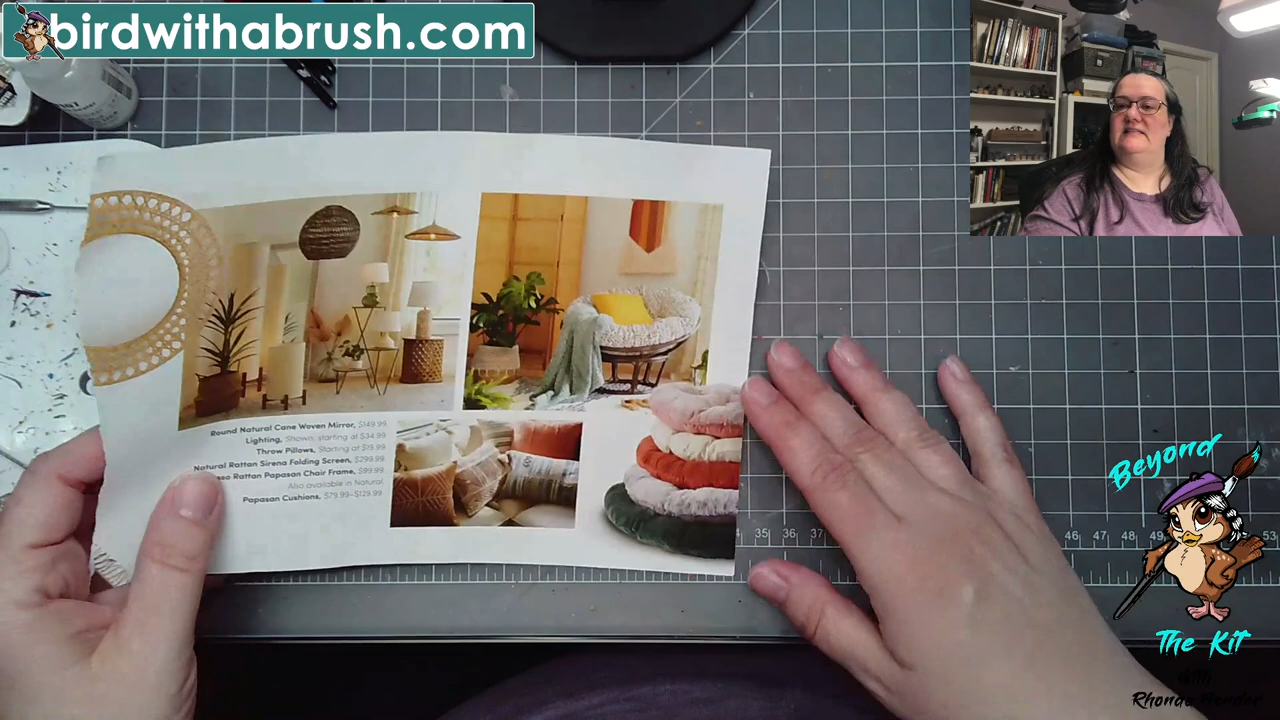 birdwithabrush.com
Round Natural Cane Woven Mirror, $149.99
Lighting, Shown, starting at $34.99
Throw Pillows, Starting at $19.99
Natural Rattan Sirena Folding Screen, $299.99
Rattan Papasan Chair Frame, $99.99
Also available in Natural.
Papasan Cushions, $79.99–$129.99
35 36 37 46 47 48 49 53
Beyond
The Kit
with
Rhonda